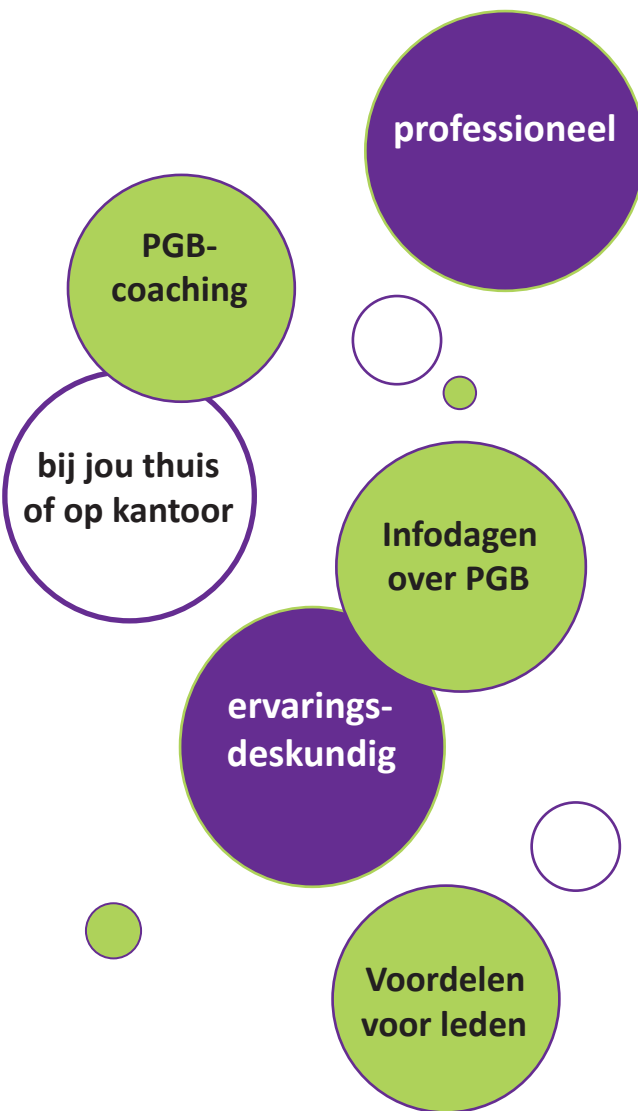 professioneel
PGB-
coaching
bij jou thuis
of op kantoor
Infodagen
over PGB
ervarings-
deskundig
Voordelen
voor leden